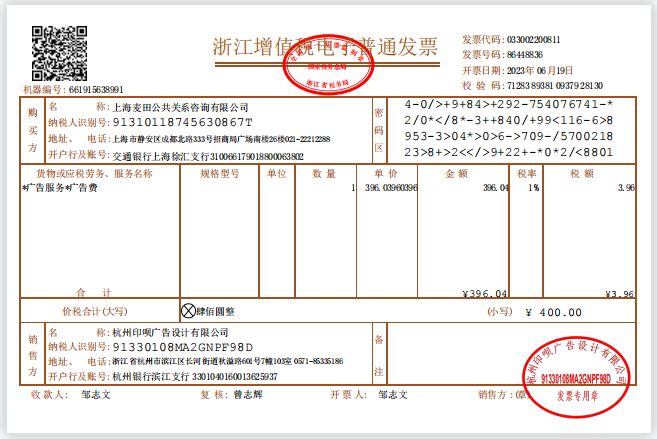 浙江增值税电子普通发票
发票代码:033002200811
发票号码:86448836
开票日期:2023年 06月19日
校 验 码:71283 89381 09379 28130
机器编号: 661915638991
全国统一发票监制章
国家税务总局
浙江省税务局
购买方
名 称:上海麦田公共关系咨询有限公司
纳税人识别号:91310118745630867T
地址、 电话:上海市静安区成都北路333号招商局广场南楼26楼021-22212288
开户行及账号:交通银行上海徐汇支行310066179018800063802
密码区
4-0/>+9+84>+292-754076741-*
2/0*</8*-3++840/+99<116-6>8
953-3>04*>0>6->709-/5700218
23>8+>2<</>9+22+-*0*2/<8801
货物或应税劳务、服务名称 规格型号 单位 数 量 单 价 金 额 税率 税 额
*广告服务*广告费 1 396.03960396 396.04 1% 3.96
合 计 ¥396.04 ¥3.96
价税合计(大写) 肆佰圆整 (小写) ¥ 400.00
销售方
名 称:杭州印呗广告设计有限公司
纳税人识别号:91330108MA2GNPF98D
地址、 电话:浙江省杭州市滨江区长河街道秋溢路601号7幢103室 0571-85335186
开户行及账号:杭州银行滨江支行 3301040160013625937
备注
收 款 人: 邹志文 复 核: 曾志辉 开 票 人: 邹志文 销售方:(章)
杭州印呗广告设计有限公司
91330108MA2GNPF98D
发票专用章